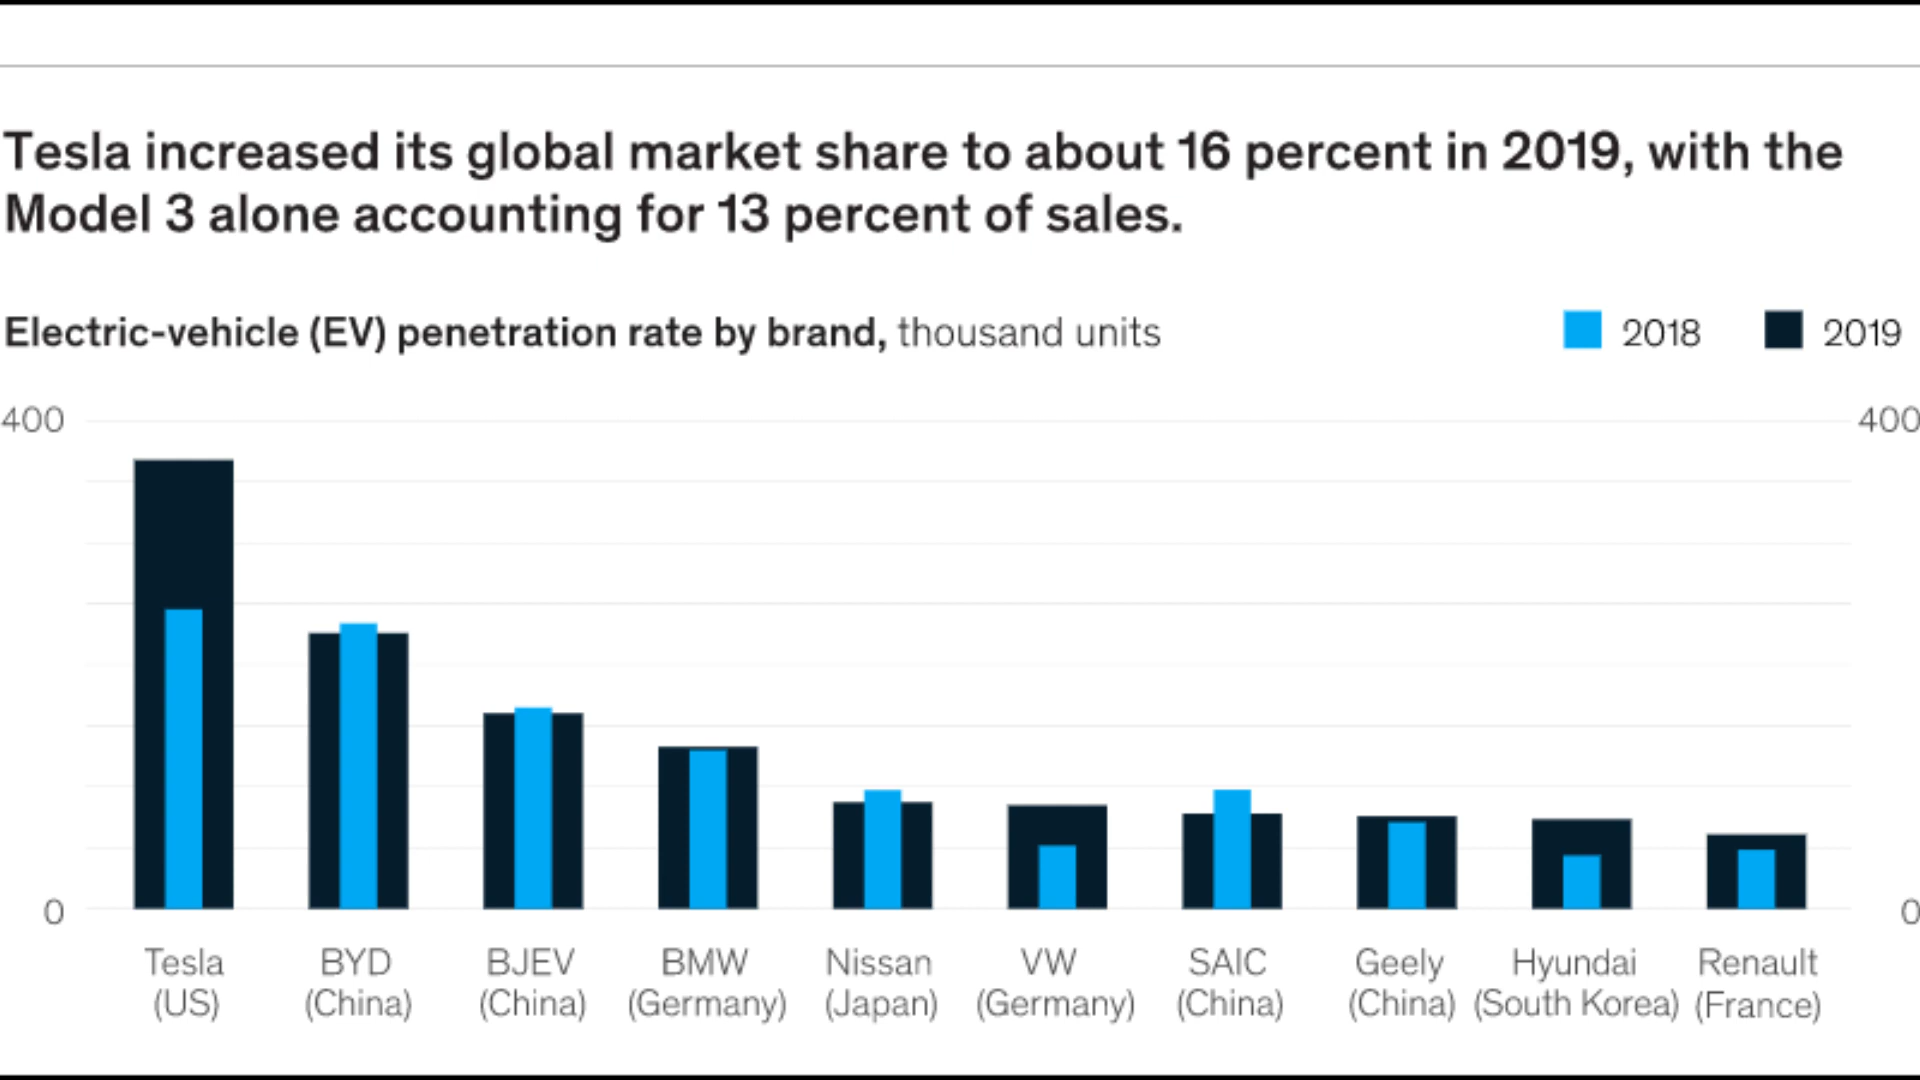 Tesla increased its global market share to about 16 percent in 2019, with the
Model 3 alone accounting for 13 percent of sales.
Electric-vehicle (EV) penetration rate by brand, thousand units
2018
2019
400
400
0
0
Tesla
(US)
BYD
(China)
BJEV
(China)
BMW
(Germany)
Nissan
(Japan)
VW
(Germany)
SAIC
(China)
Geely
(China)
Hyundai
(South Korea)
Renault
(France)